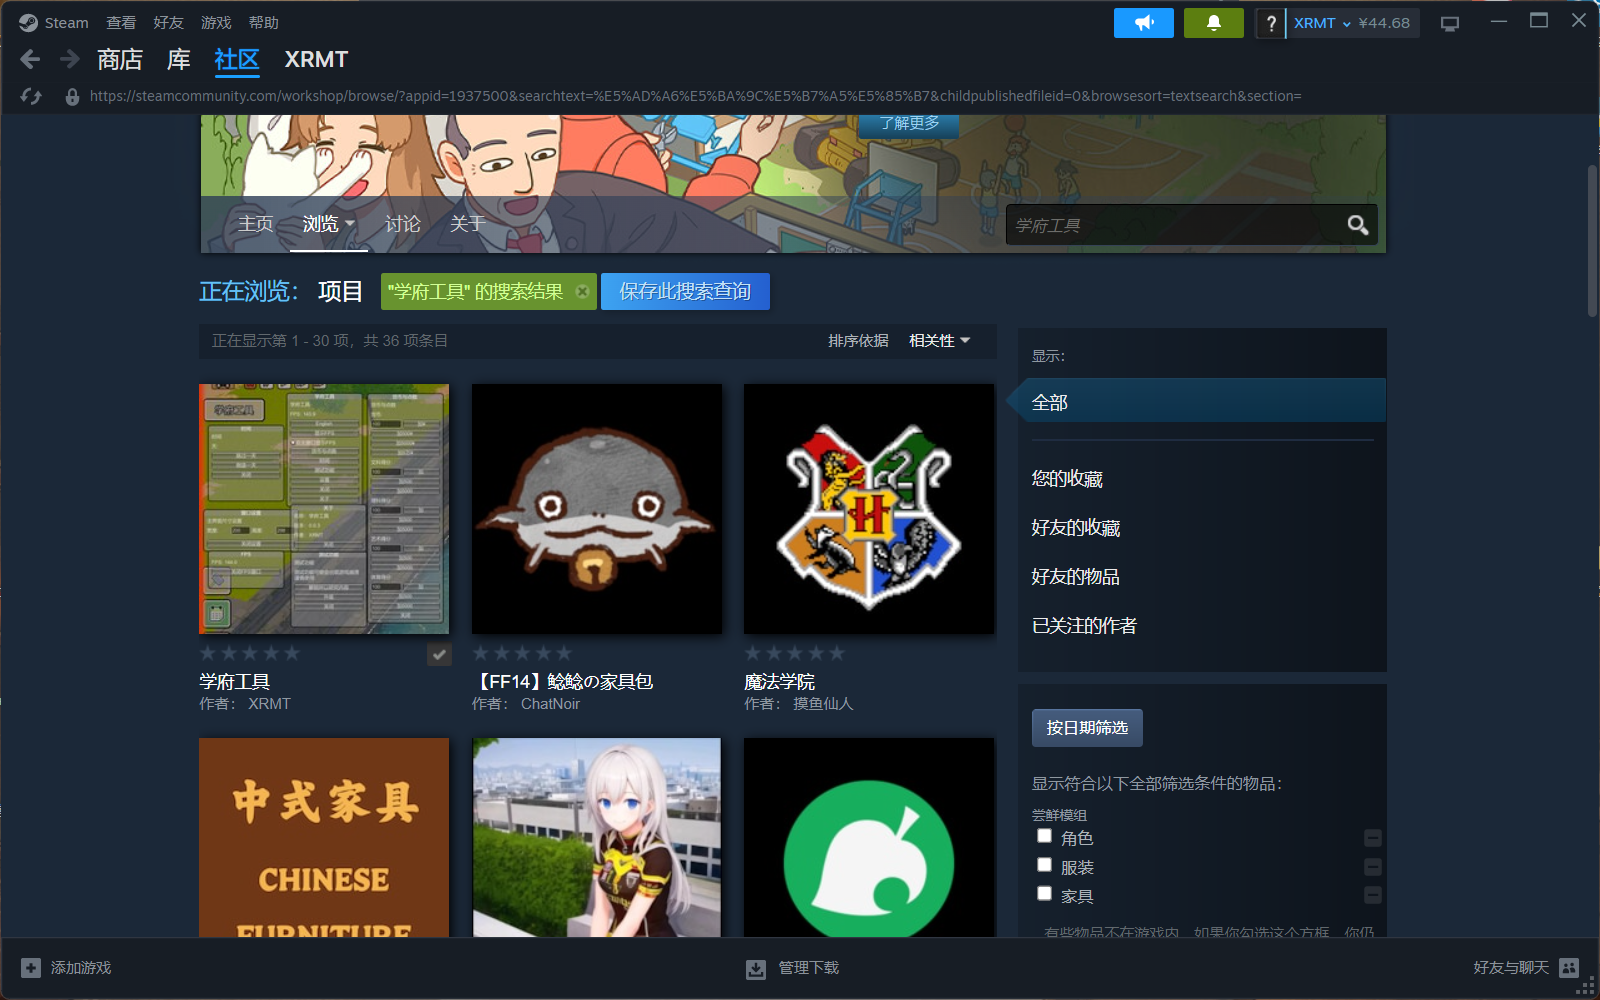 Steam 查看 好友 游戏 帮助
XRMT ¥44.68
商店 库 社区 XRMT
https://steamcommunity.com/workshop/browse/?appid=1937500&searchtext=%E5%AD%A6%E5%BA%9C%E5%B7%A5%E5%85%B7&childpublishedfileid=0&browsesort=textsearch&section=
了解更多
主页 浏览 讨论 关于
学府工具
正在浏览： 项目 "学府工具" 的搜索结果 保存此搜索查询
正在显示第 1 - 30 项，共 36 项条目
排序依据 相关性
显示：
全部
您的收藏
好友的收藏
好友的物品
已关注的作者
学府工具
学府工具
作者： XRMT
【FF14】鲶鲶の家具包
作者： ChatNoir
H
魔法学院
作者： 摸鱼仙人
中式家具
CHINESE
FURNITURE
按日期筛选
显示符合以下全部筛选条件的物品：
尝鲜模组
角色
服装
家具
有些物品不在游戏内，如果你勾选这个方框，你仍
添加游戏
管理下载
好友与聊天